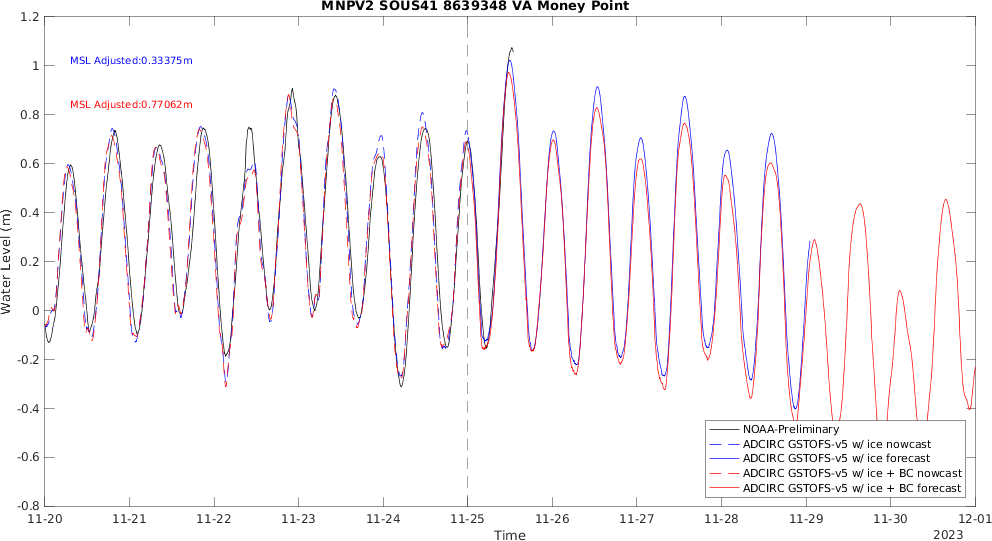 MNPV2 SOUS41 8639348 VA Money Point
1.2
1
0.8
0.6
0.4
0.2
0
-0.2
-0.4
-0.6
-0.8
Water Level (m)
MSL Adjusted:0.33375m
MSL Adjusted:0.77062m
NOAA-Preliminary
ADCIRC GSTOFS-v5 w/ ice nowcast
ADCIRC GSTOFS-v5 w/ ice forecast
ADCIRC GSTOFS-v5 w/ ice + BC nowcast
ADCIRC GSTOFS-v5 w/ ice + BC forecast
11-20 11-21 11-22 11-23 11-24 11-25 11-26 11-27 11-28 11-29 11-30 12-01
Time
2023